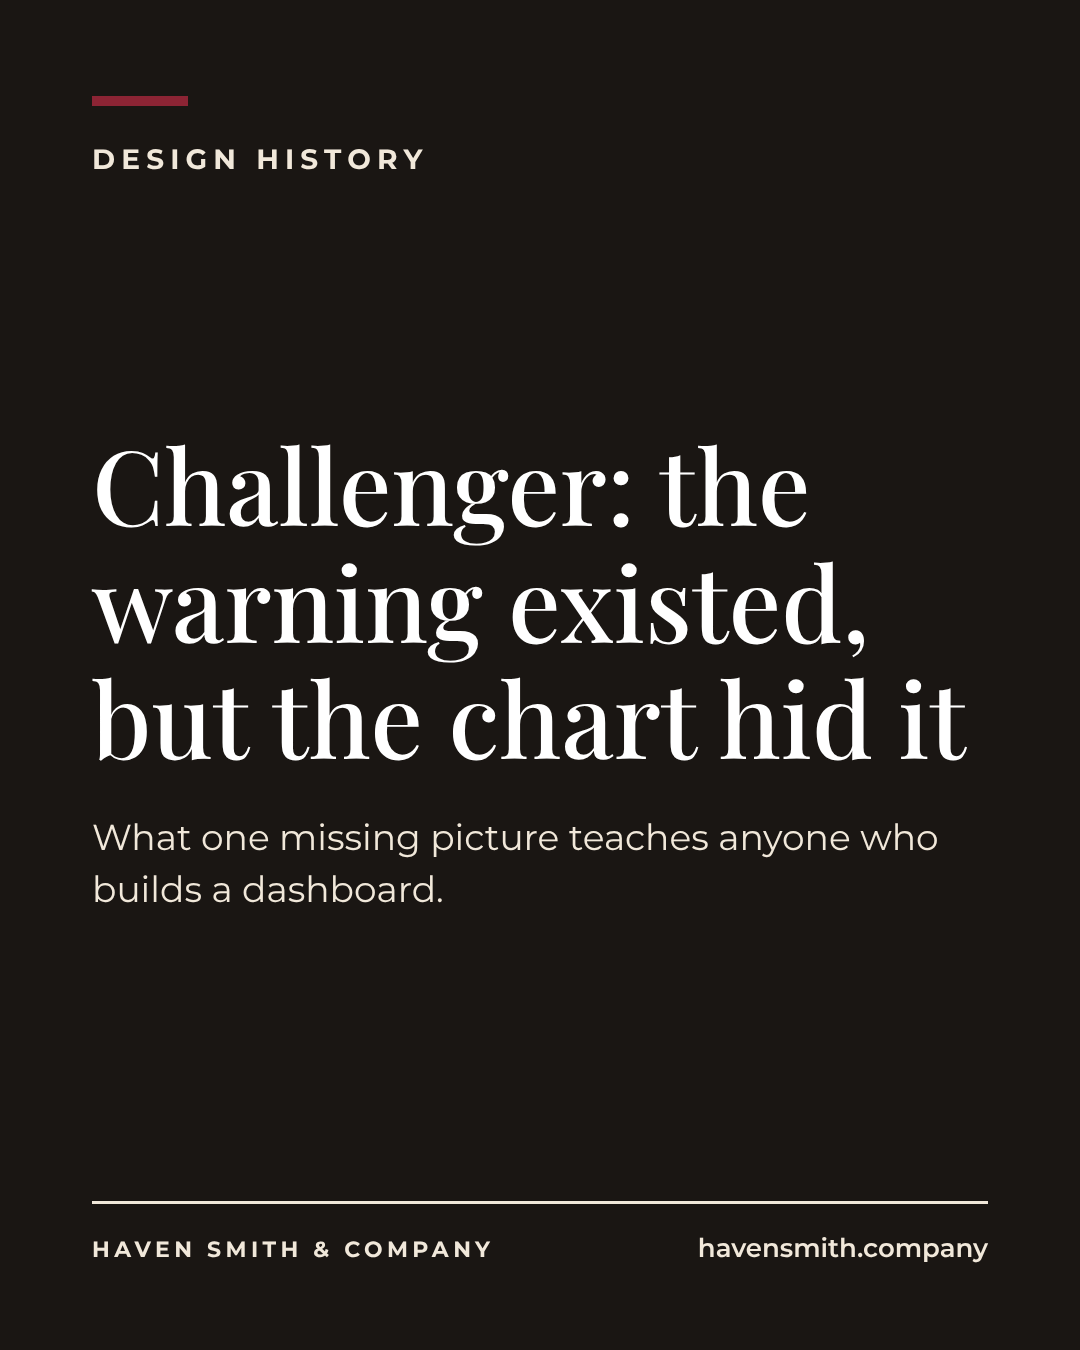 DESIGN HISTORY
Challenger: the
warning existed,
but the chart hid it
What one missing picture teaches anyone who
builds a dashboard.
HAVEN SMITH & COMPANY
havensmith.company